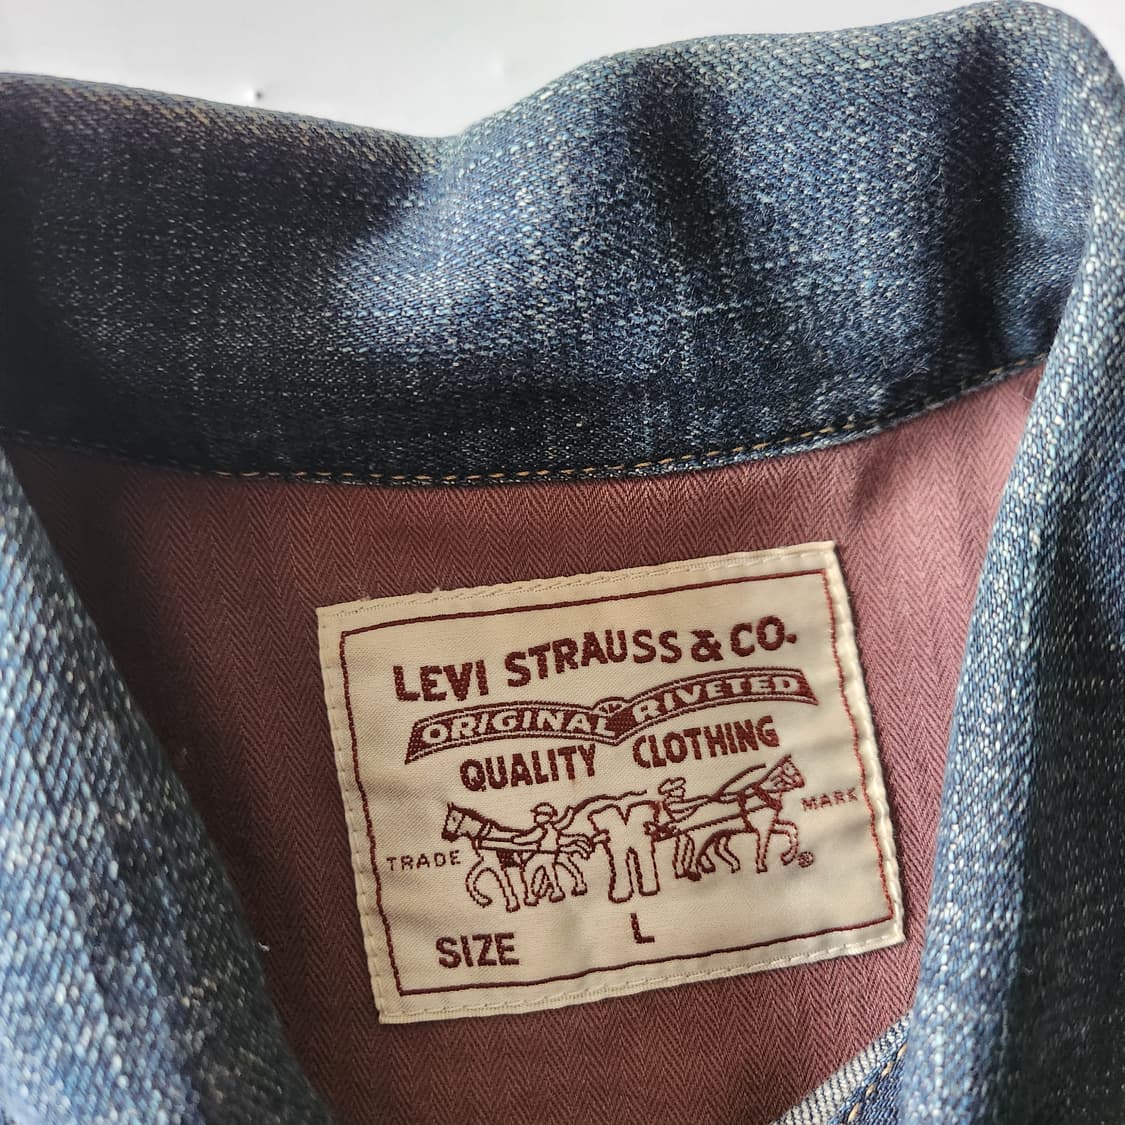 LEVI STRAUSS & CO.
ORIGINAL RIVETED
QUALITY CLOTHING
TRADE MARK ®
SIZE L